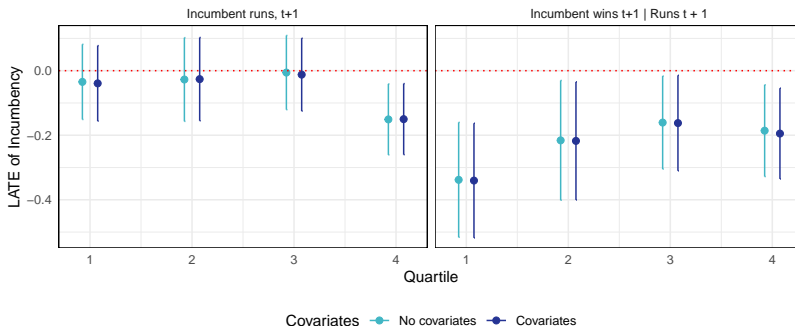 Incumbent runs, t+1
Incumbent wins t+1 | Runs t + 1
LATE of Incumbency
0.0
−0.2
−0.4
1 2 3 4 1 2 3 4
Quartile
Covariates No covariates Covariates